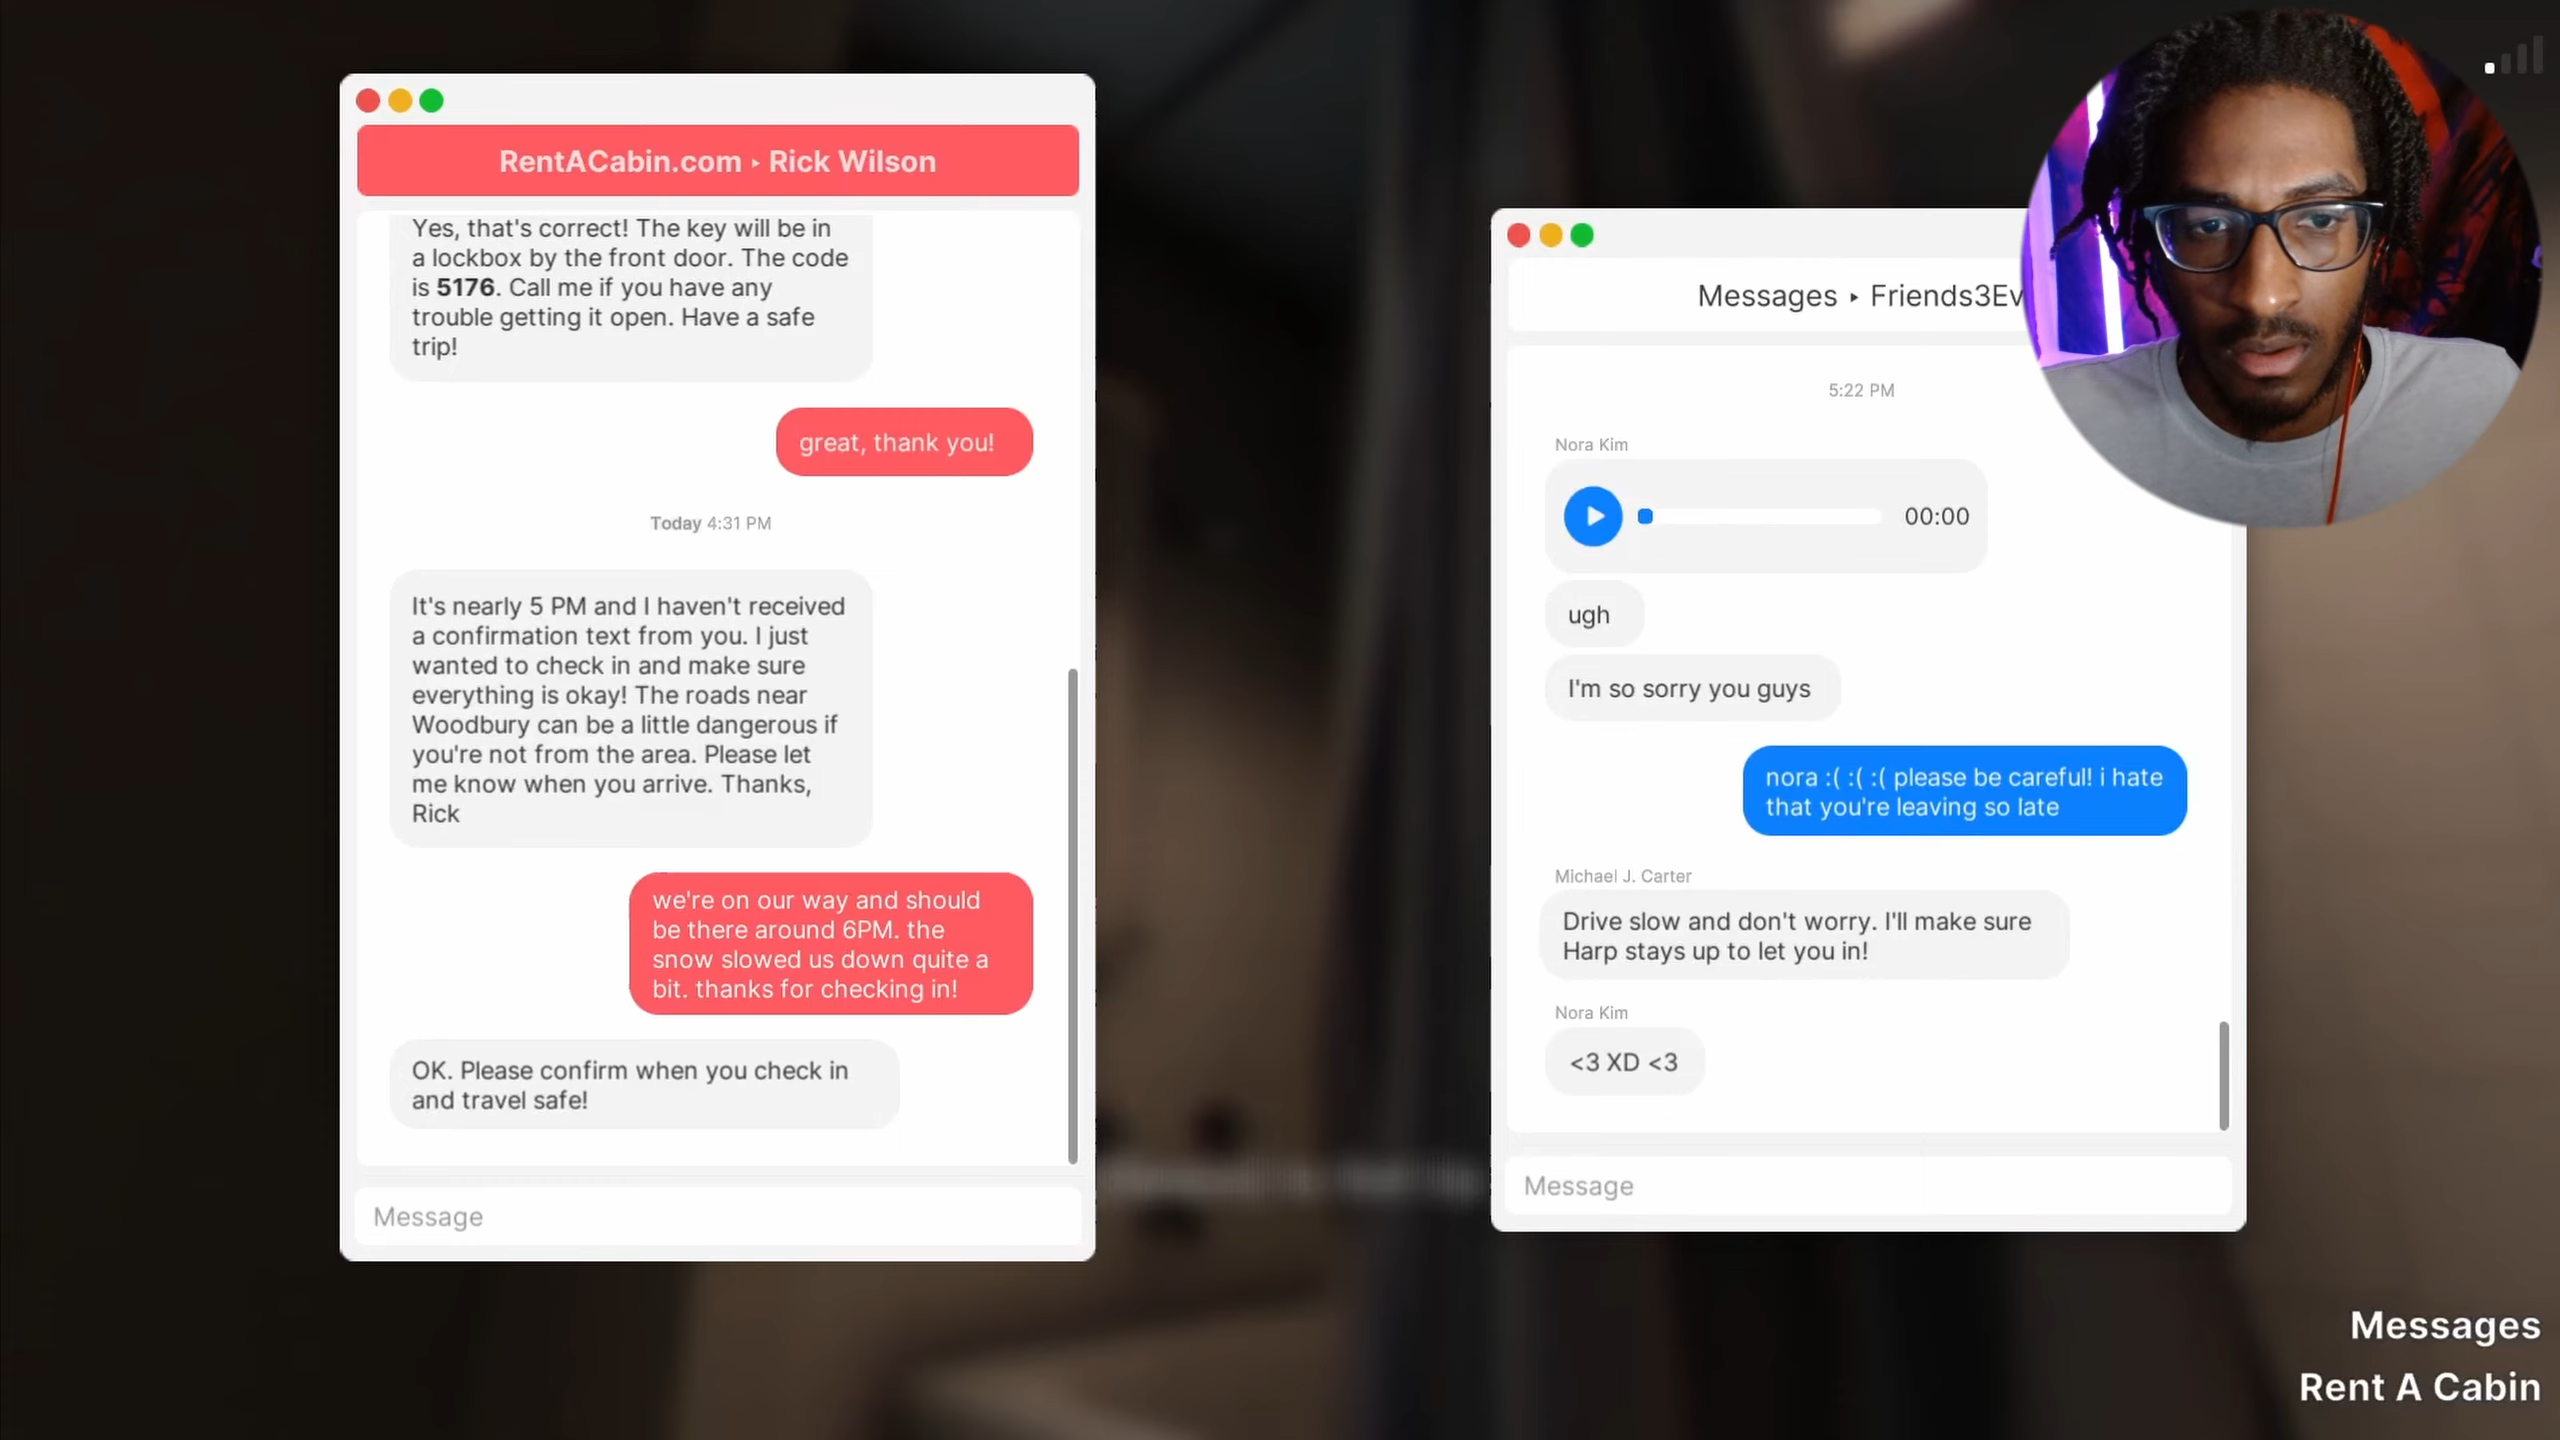 RentACabin.com ▸ Rick Wilson
Yes, that's correct! The key will be in
a lockbox by the front door. The code
is 5176. Call me if you have any
trouble getting it open. Have a safe
trip!
great, thank you!
Today 4:31 PM
It's nearly 5 PM and I haven't received
a confirmation text from you. I just
wanted to check in and make sure
everything is okay! The roads near
Woodbury can be a little dangerous if
you're not from the area. Please let
me know when you arrive. Thanks,
Rick
we're on our way and should
be there around 6PM. the
snow slowed us down quite a
bit. thanks for checking in!
OK. Please confirm when you check in
and travel safe!
Message
Messages ▸ Friends3Ev
5:22 PM
Nora Kim
00:00
ugh
I'm so sorry you guys
nora :( :( :( please be careful! i hate
that you're leaving so late
Michael J. Carter
Drive slow and don't worry. I'll make sure
Harp stays up to let you in!
Nora Kim
<3 XD <3
Message
Messages
Rent A Cabin